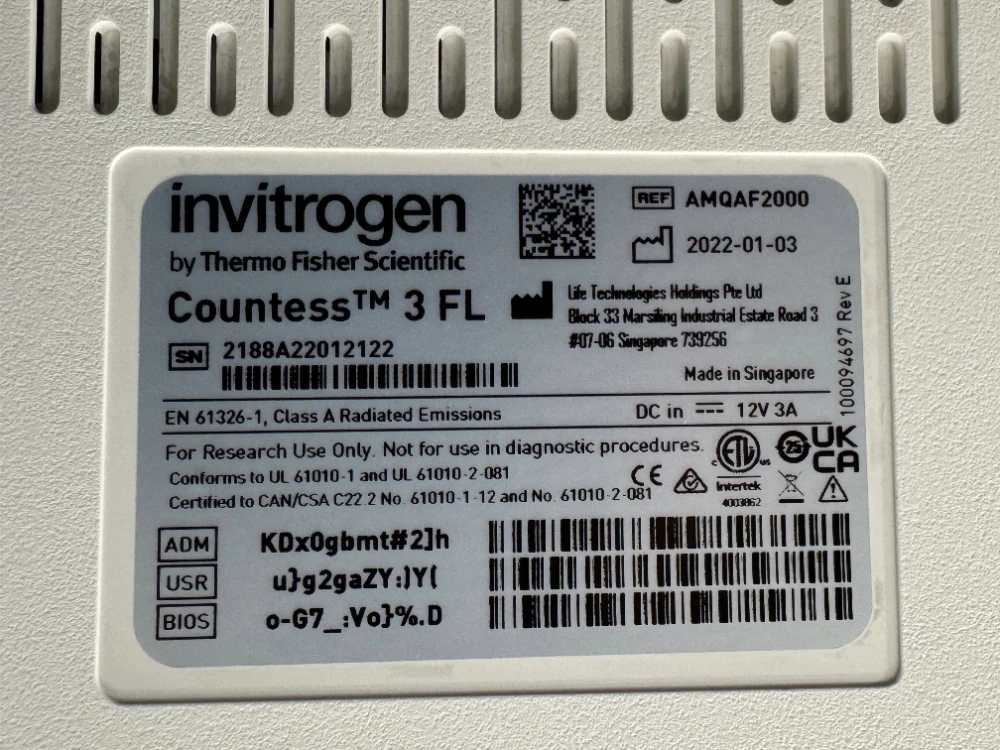 invitrogen
by Thermo Fisher Scientific
Countess™ 3 FL
SN 2188A22012122
REF AMQAF2000
2022-01-03
Life Technologies Holdings Pte Ltd
Block 33 Marsiling Industrial Estate Road 3
#07-06 Singapore 739256
Made in Singapore
100094697 Rev E
EN 61326-1, Class A Radiated Emissions
DC in 12V 3A
For Research Use Only. Not for use in diagnostic procedures.
Conforms to UL 61010-1 and UL 61010-2-081
Certified to CAN/CSA C22.2 No. 61010-1-12 and No. 61010-2-081
CE
ETL
C US
Intertek
4003862
25
UK
CA
ADM KDx0gbmt#2]h
USR u}g2gaZY:)Y(
BIOS o-G7_:Vo}%.D